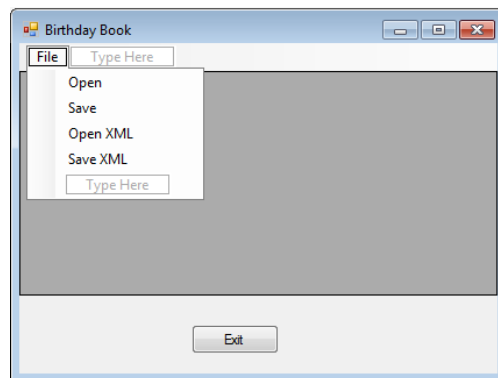 Birthday Book
File Type Here
Open
Save
Open XML
Save XML
Type Here
Exit